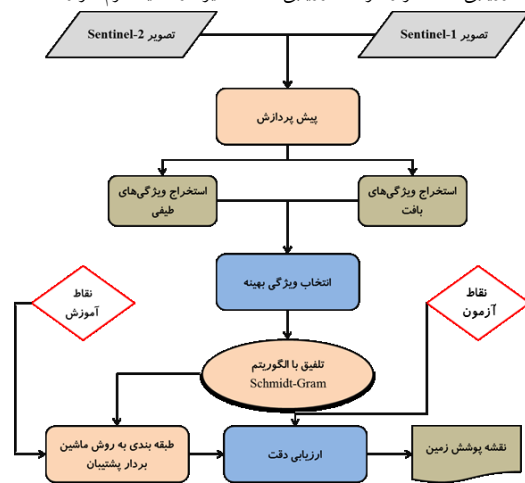 تصویر Sentinel-1
تصویر Sentinel-2
پیش پردازش
استخراج ویژگی‌های
بافت
استخراج ویژگی‌های
طیفی
انتخاب ویژگی بهینه
نقاط
آزمون
نقاط
آموزش
تلفیق با الگوریتم
Schmidt-Gram
طبقه بندی به روش ماشین
بردار پشتیبان
ارزیابی دقت
نقشه پوشش زمین